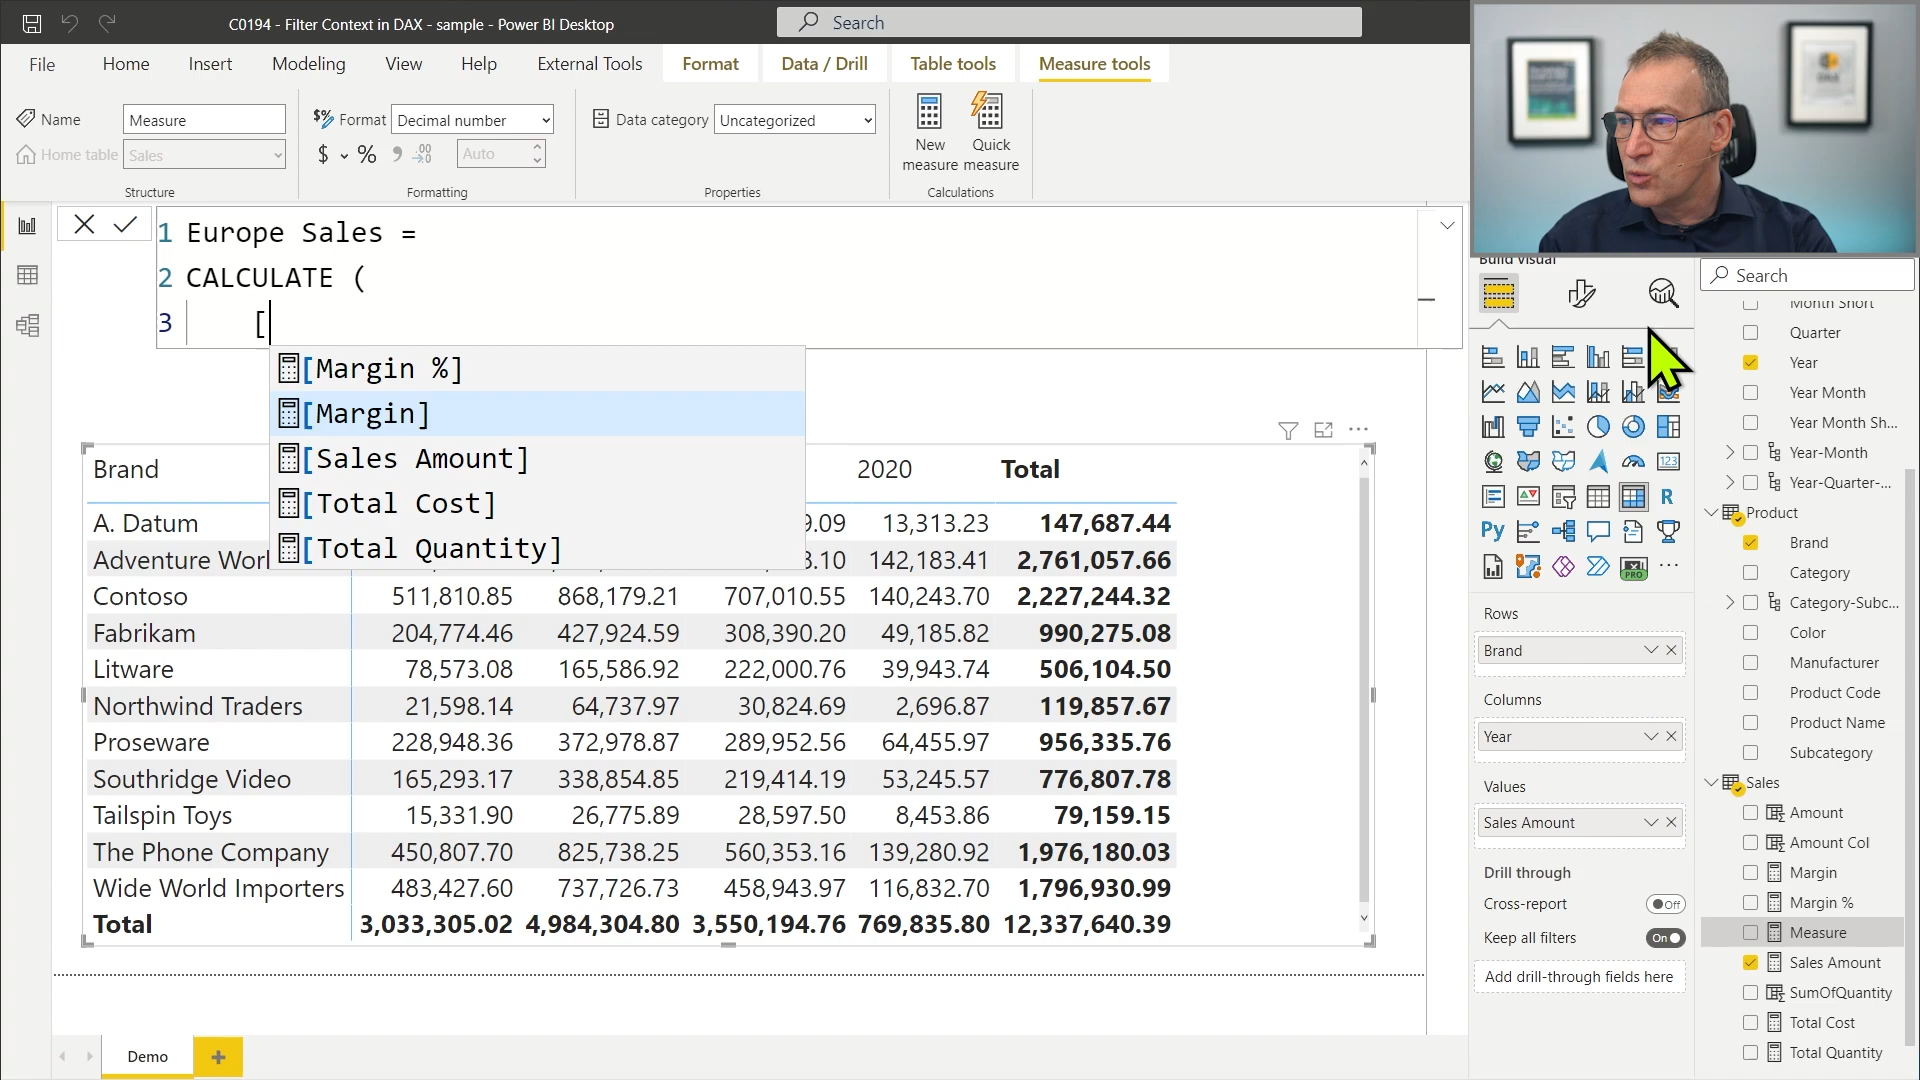 C0194 - Filter Context in DAX - sample - Power BI Desktop
Search
File Home Insert Modeling View Help External Tools Format Data / Drill Table tools Measure tools
Name Measure
Home table Sales
Structure
Format Decimal number
$ % Auto
Formatting
Data category Uncategorized
Properties
New measure
Quick measure
Calculations
1 Europe Sales =
2 CALCULATE (
3 [
[Margin %]
[Margin]
[Sales Amount]
[Total Cost]
[Total Quantity]
Brand 2020 Total
A. Datum 9.09 13,313.23 147,687.44
Adventure Worl 3.10 142,183.41 2,761,057.66
Contoso 511,810.85 868,179.21 707,010.55 140,243.70 2,227,244.32
Fabrikam 204,774.46 427,924.59 308,390.20 49,185.82 990,275.08
Litware 78,573.08 165,586.92 222,000.76 39,943.74 506,104.50
Northwind Traders 21,598.14 64,737.97 30,824.69 2,696.87 119,857.67
Proseware 228,948.36 372,978.87 289,952.56 64,455.97 956,335.76
Southridge Video 165,293.17 338,854.85 219,414.19 53,245.57 776,807.78
Tailspin Toys 15,331.90 26,775.89 28,597.50 8,453.86 79,159.15
The Phone Company 450,807.70 825,738.25 560,353.16 139,280.92 1,976,180.03
Wide World Importers 483,427.60 737,726.73 458,943.97 116,832.70 1,796,930.99
Total 3,033,305.02 4,984,304.80 3,550,194.76 769,835.80 12,337,640.39
Demo
Build visual
123
R
Py
PRO
Rows
Brand
Columns
Year
Values
Sales Amount
Drill through
Cross-report Off
Keep all filters On
Add drill-through fields here
Search
Month Short
Quarter
Year
Year Month
Year Month Sh...
Year-Month
Year-Quarter-...
Product
Brand
Category
Category-Subc...
Color
Manufacturer
Product Code
Product Name
Subcategory
Sales
Amount
Amount Col
Margin
Margin %
Measure
Sales Amount
SumOfQuantity
Total Cost
Total Quantity